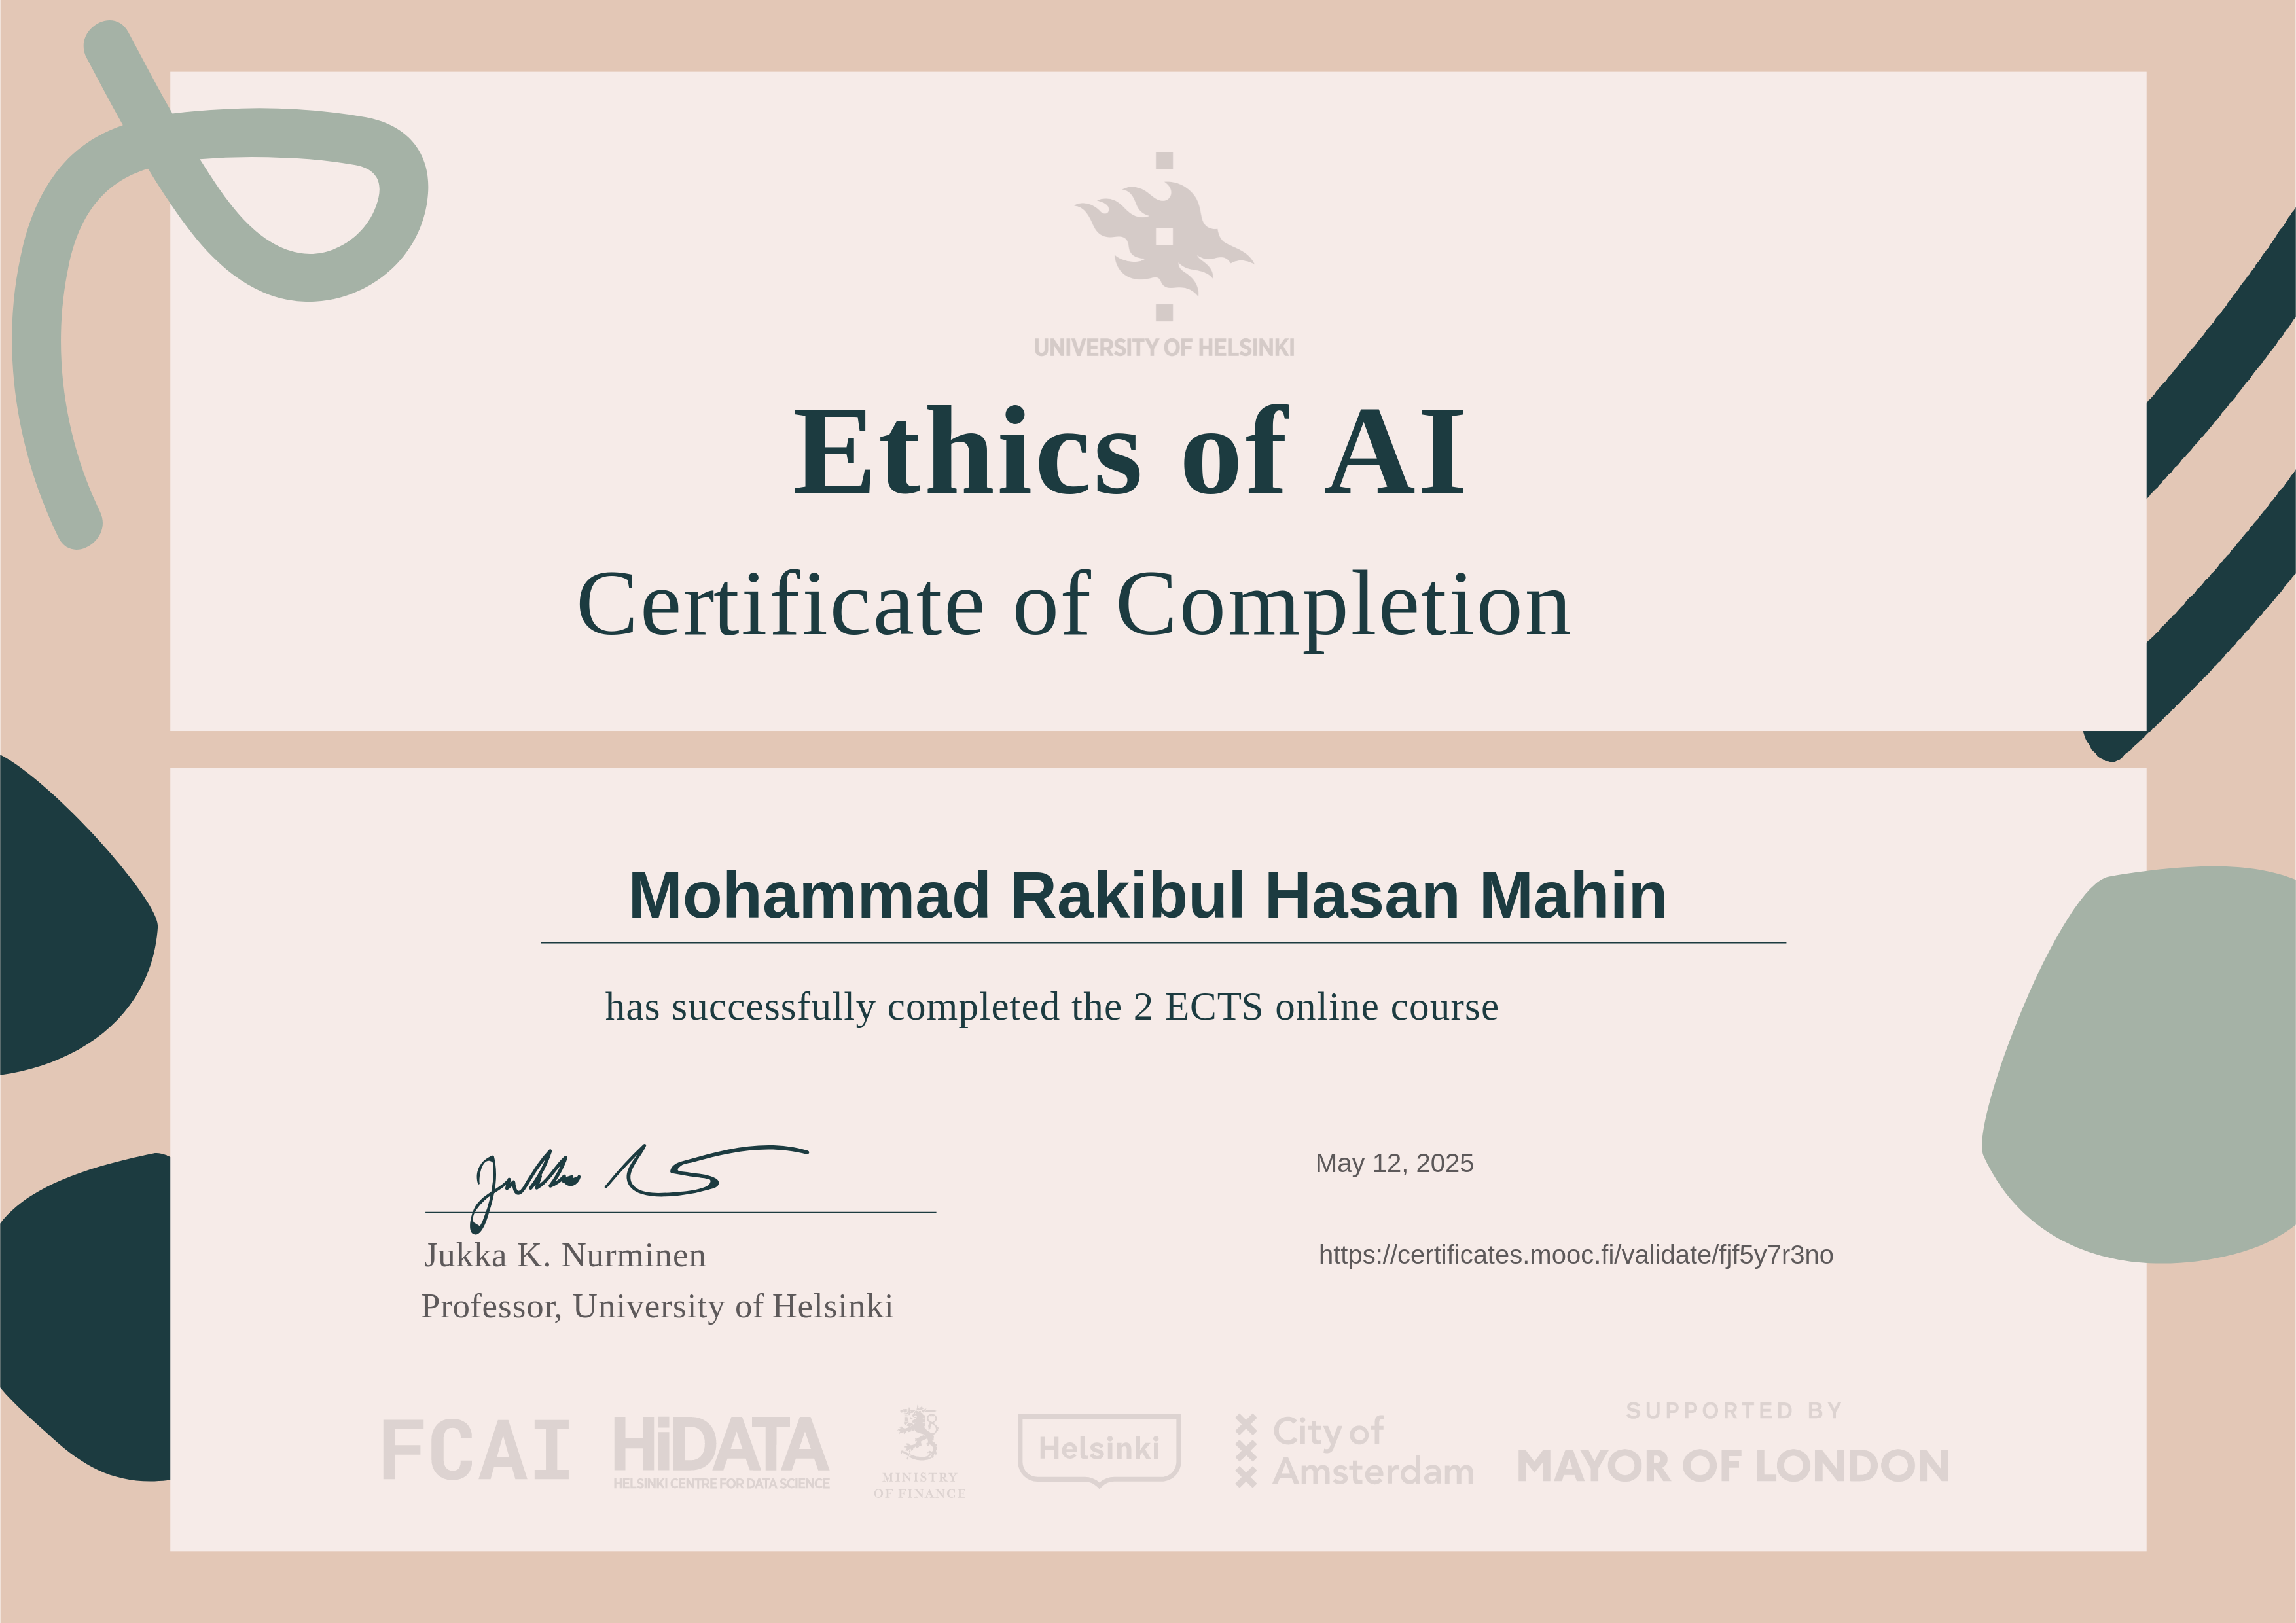 UNIVERSITY OF HELSINKI
Ethics of AI
Certificate of Completion
Mohammad Rakibul Hasan Mahin
has successfully completed the 2 ECTS online course
May 12, 2025
Jukka K. Nurminen
https://certificates.mooc.fi/validate/fjf5y7r3no
Professor, University of Helsinki
FCAI
HiDATA
HELSINKI CENTRE FOR DATA SCIENCE
MINISTRY
OF FINANCE
Helsinki
City of
Amsterdam
SUPPORTED BY
MAYOR OF LONDON